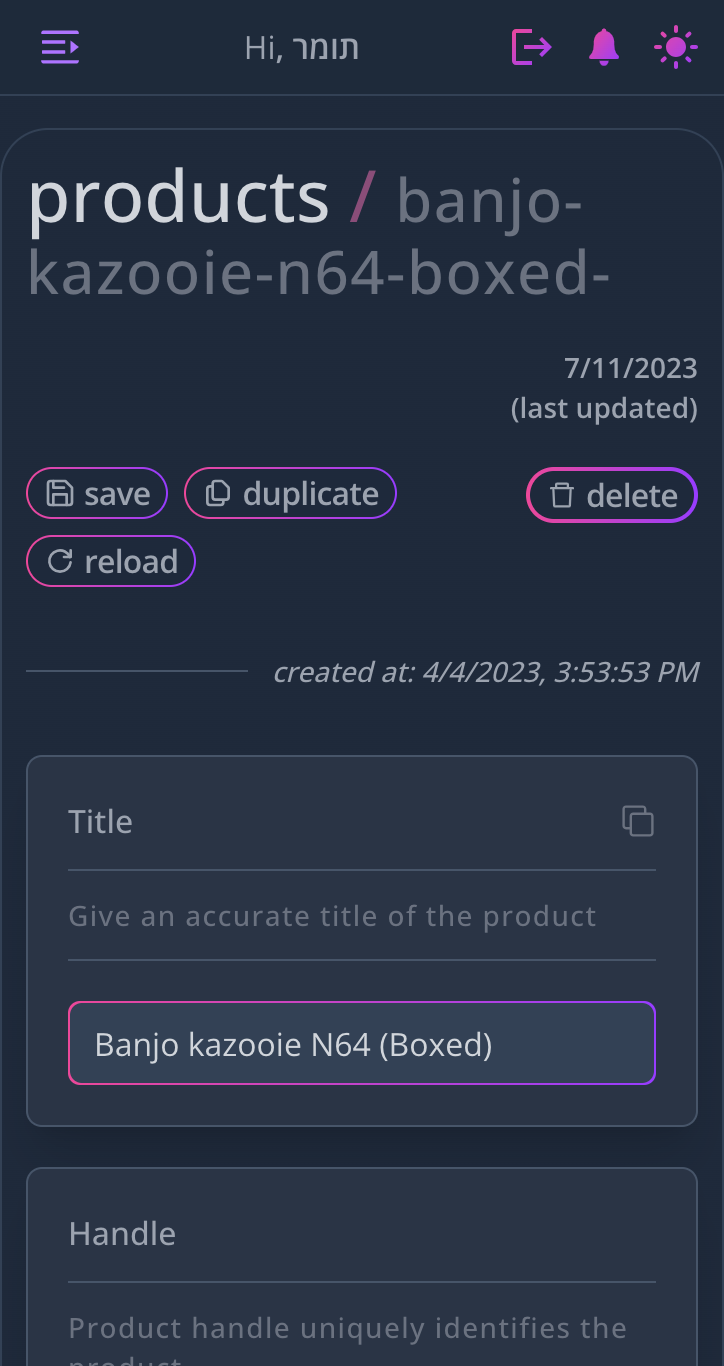 Hi, תומר
products / banjo-
kazooie-n64-boxed-
7/11/2023
(last updated)
save
duplicate
delete
reload
created at: 4/4/2023, 3:53:53 PM
Title
Give an accurate title of the product
Banjo kazooie N64 (Boxed)
Handle
Product handle uniquely identifies the
product